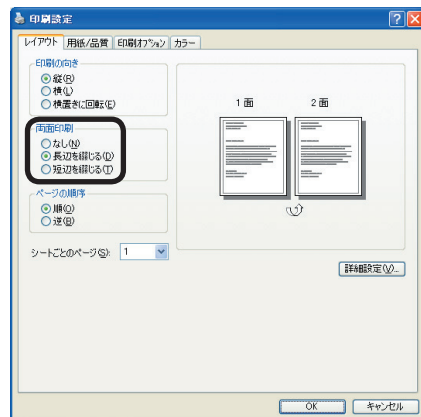 印刷設定
レイアウト 用紙/品質 印刷オプション カラー
印刷の向き
縦(R)
横(L)
横置きに回転(E)
両面印刷
なし(N)
長辺を綴じる(D)
短辺を綴じる(T)
ページの順序
順(O)
逆(B)
シートごとのページ(S): 1
1 面 2 面
詳細設定(V)...
OK キャンセル